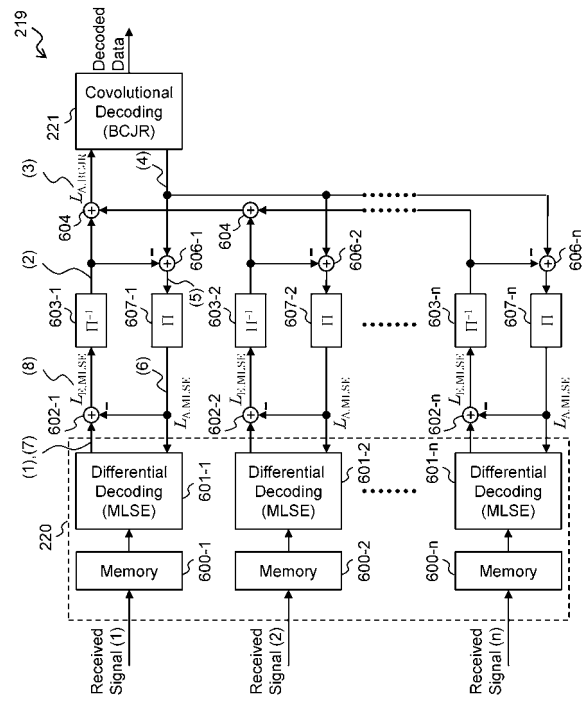 219
Decoded
Data
221
Covolutional
Decoding
(BCJR)
(3)
L_A,BCJR
(4)
604
604
(2)
606-1
606-2
606-n
(5)
603-1
Π⁻¹
607-1
Π
603-2
Π⁻¹
607-2
Π
603-n
Π⁻¹
607-n
Π
(8)
L_E,MLSE
(6)
L_A,MLSE
L_E,MLSE
L_A,MLSE
L_E,MLSE
L_A,MLSE
602-1
602-2
602-n
(1),(7)
220
Differential
Decoding
(MLSE)
601-1
Differential
Decoding
(MLSE)
601-2
Differential
Decoding
(MLSE)
601-n
Memory
600-1
Memory
600-2
Memory
600-n
Received
Signal (1)
Received
Signal (2)
Received
Signal (n)